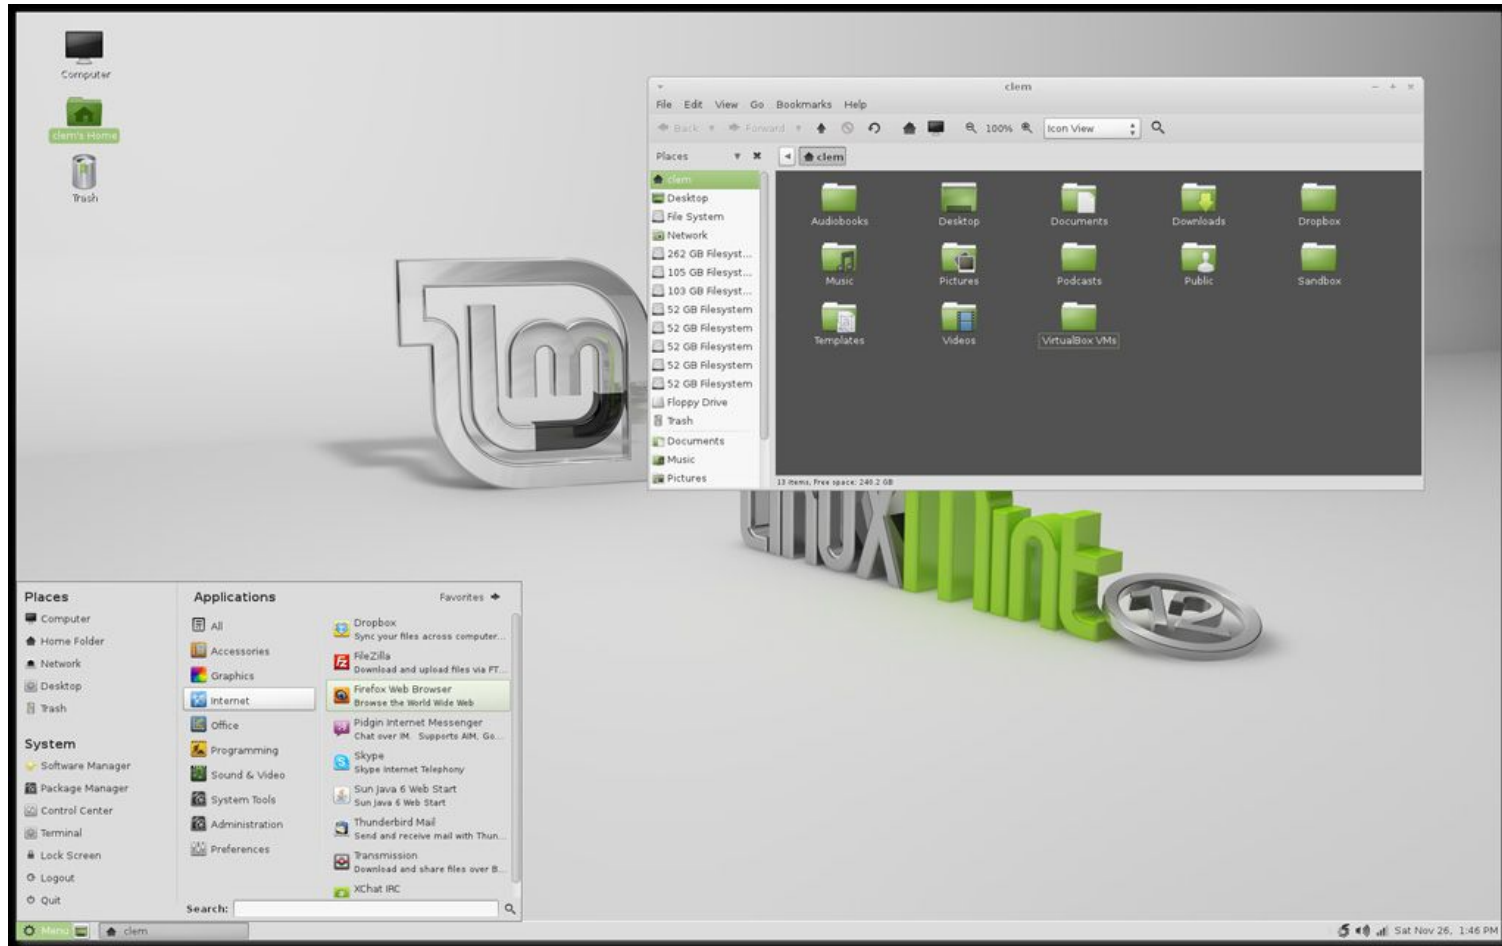 Computer
clem's Home
Trash
clem
File Edit View Go Bookmarks Help
Back Forward 100% Icon View
Places clem
clem
Desktop
File System
Network
262 GB Filesyst...
105 GB Filesyst...
103 GB Filesyst...
52 GB Filesystem
52 GB Filesystem
52 GB Filesystem
52 GB Filesystem
52 GB Filesystem
Floppy Drive
Trash
Documents
Music
Pictures
Audiobooks Desktop Documents Downloads Dropbox
Music Pictures Podcasts Public Sandbox
Templates Videos VirtualBox VMs
13 items, Free space: 240.2 GB
LinuxMint
12
Places
Computer
Home Folder
Network
Desktop
Trash
System
Software Manager
Package Manager
Control Center
Terminal
Lock Screen
Logout
Quit
Applications Favorites
All
Accessories
Graphics
Internet
Office
Programming
Sound & Video
System Tools
Administration
Preferences
Dropbox
Sync your files across computer...
FileZilla
Download and upload files via FT...
Firefox Web Browser
Browse the World Wide Web
Pidgin Internet Messenger
Chat over IM. Supports AIM, Go...
Skype
Skype Internet Telephony
Sun Java 6 Web Start
Sun Java 6 Web Start
Thunderbird Mail
Send and receive mail with Thun...
Transmission
Download and share files over B...
XChat IRC
Search:
Menu clem Sat Nov 26, 1:46 PM